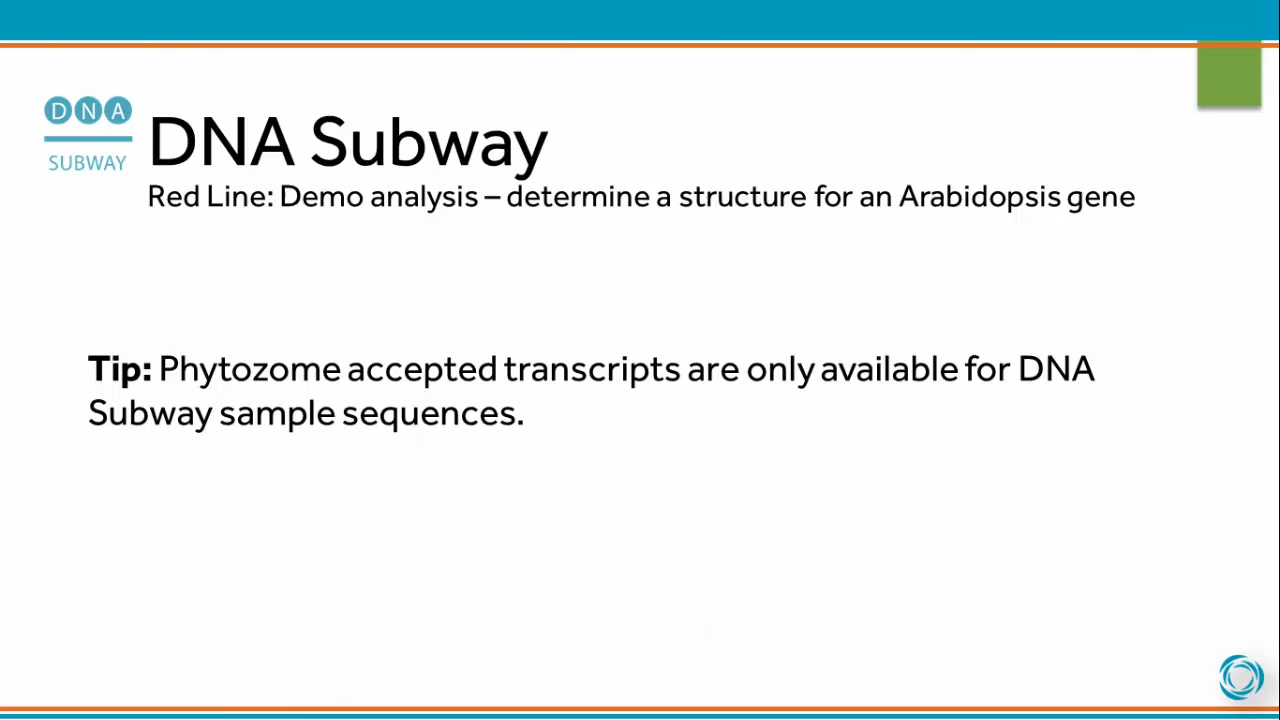 DNA
SUBWAY
DNA Subway
Red Line: Demo analysis – determine a structure for an Arabidopsis gene
Tip: Phytozome accepted transcripts are only available for DNA
Subway sample sequences.